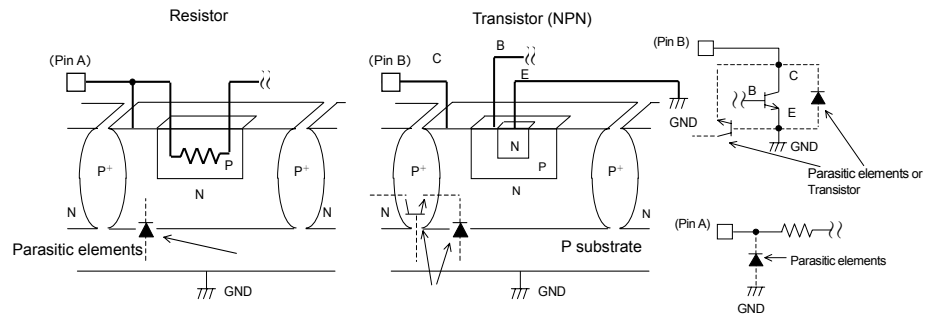 Resistor
(Pin A)
P+
P
P+
N
N
N
Parasitic elements
GND
Transistor (NPN)
(Pin B)
C
B
E
GND
P+
N
P
P+
N
N
N
P substrate
GND
(Pin B)
C
B
E
GND
Parasitic elements or
Transistor
(Pin A)
Parasitic elements
GND